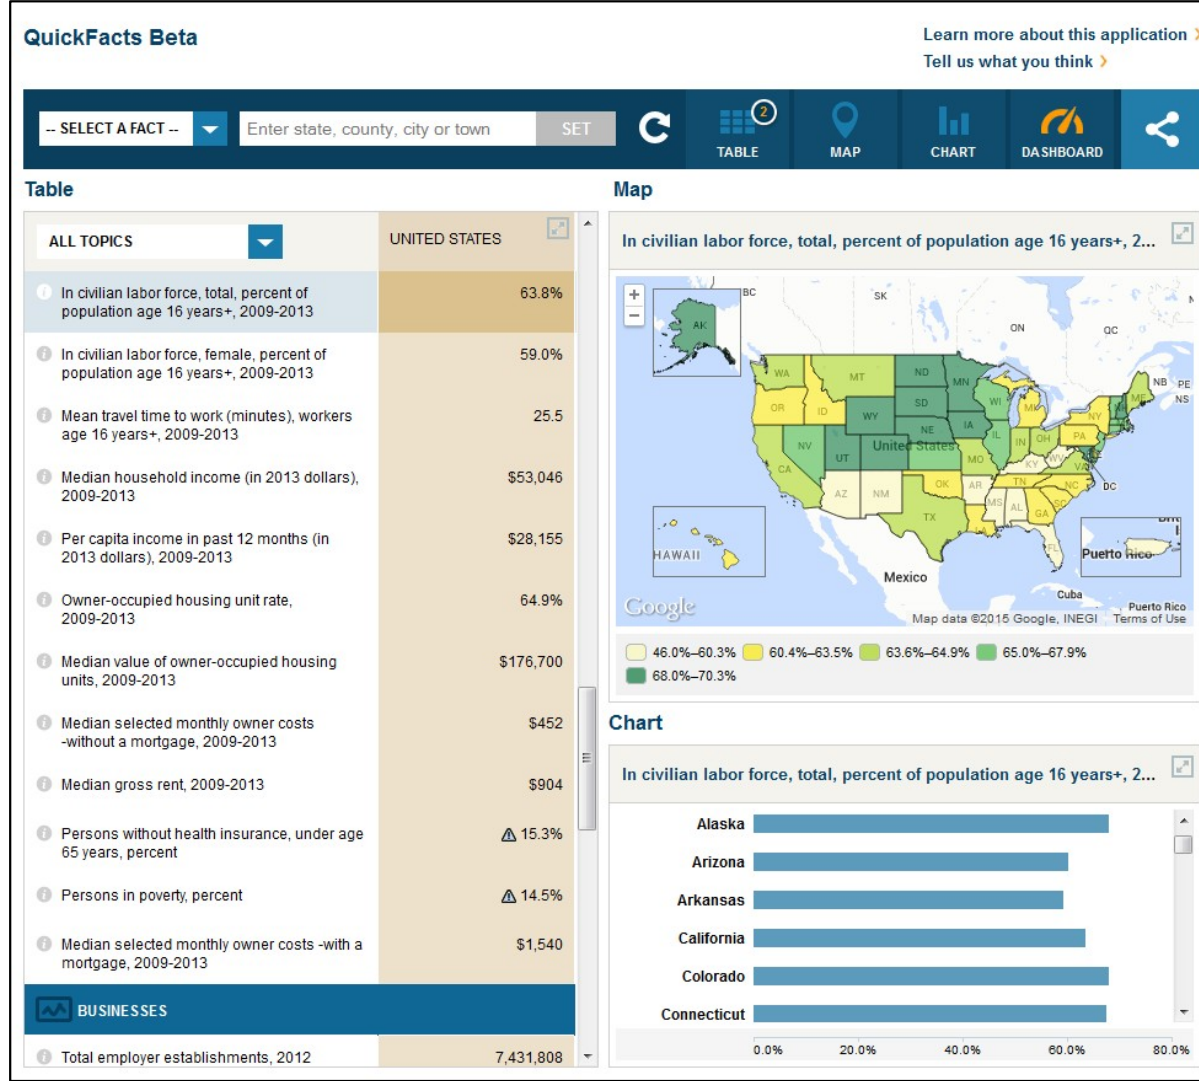 QuickFacts Beta
Learn more about this application
Tell us what you think
-- SELECT A FACT --
Enter state, county, city or town
SET
2
TABLE
MAP
CHART
DASHBOARD
Table
ALL TOPICS
UNITED STATES
In civilian labor force, total, percent of
population age 16 years+, 2009-2013
63.8%
In civilian labor force, female, percent of
population age 16 years+, 2009-2013
59.0%
Mean travel time to work (minutes), workers
age 16 years+, 2009-2013
25.5
Median household income (in 2013 dollars),
2009-2013
$53,046
Per capita income in past 12 months (in
2013 dollars), 2009-2013
$28,155
Owner-occupied housing unit rate,
2009-2013
64.9%
Median value of owner-occupied housing
units, 2009-2013
$176,700
Median selected monthly owner costs
-without a mortgage, 2009-2013
$452
Median gross rent, 2009-2013
$904
Persons without health insurance, under age
65 years, percent
15.3%
Persons in poverty, percent
14.5%
Median selected monthly owner costs -with a
mortgage, 2009-2013
$1,540
BUSINESSES
Total employer establishments, 2012
7,431,808
Map
In civilian labor force, total, percent of population age 16 years+, 2...
+
−
BC
SK
ON
QC
NB
PE
NS
AK
WA
MT
ND
MN
OR
ID
WY
SD
WI
MI
NY
ME
NV
UT
NE
IA
IL
IN
OH
PA
United States
CA
MO
KY
WV
VA
DC
AZ
NM
OK
AR
TN
NC
SC
TX
LA
MS
AL
GA
FL
HAWAII
Puerto Rico
Mexico
Cuba
Puerto Rico
Google
Map data ©2015 Google, INEGI
Terms of Use
46.0%–60.3%
60.4%–63.5%
63.6%–64.9%
65.0%–67.9%
68.0%–70.3%
Chart
In civilian labor force, total, percent of population age 16 years+, 2...
Alaska
Arizona
Arkansas
California
Colorado
Connecticut
0.0%
20.0%
40.0%
60.0%
80.0%